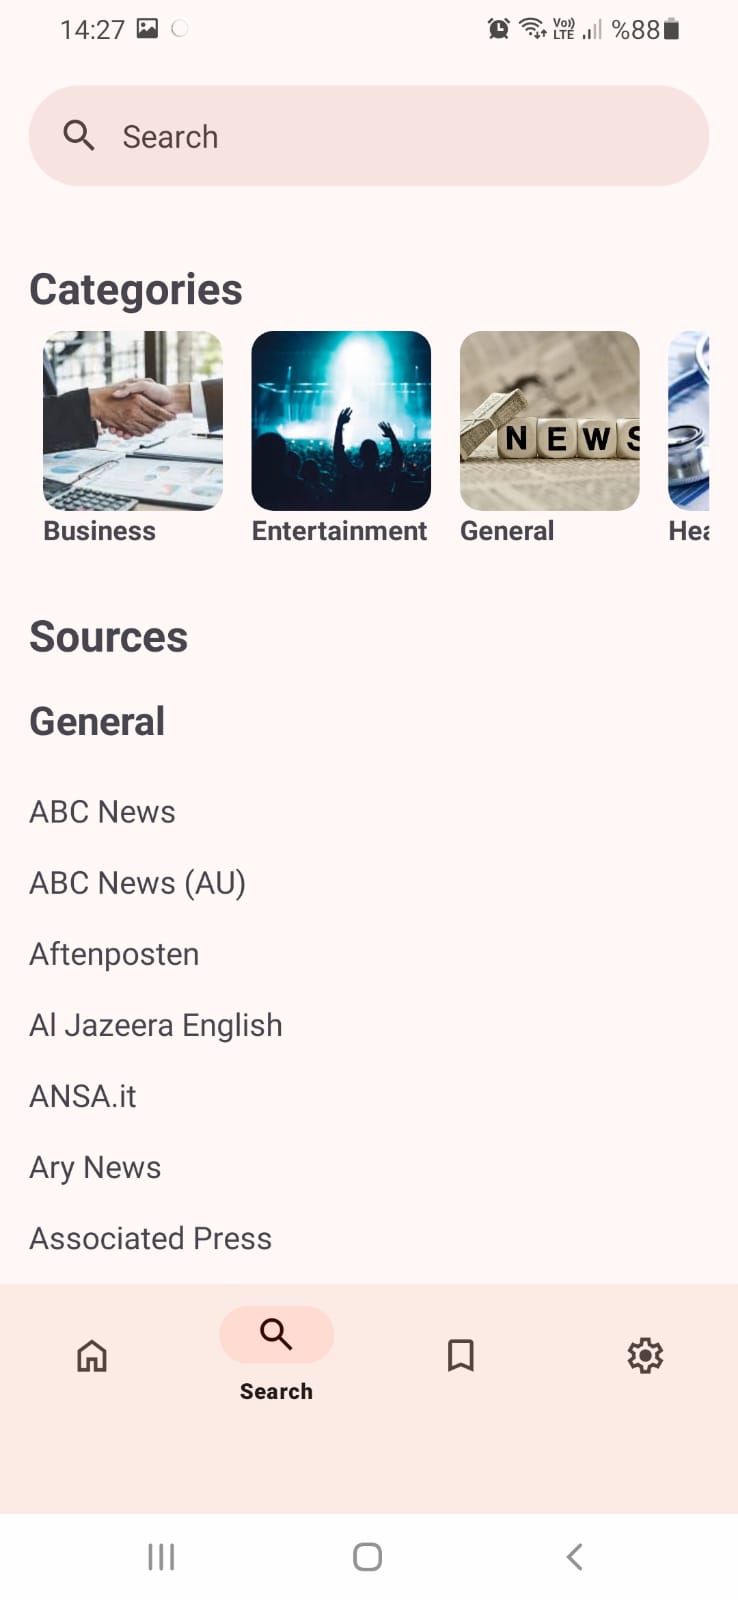 14:27 Vo)) LTE %88
Search
Categories
NEWS
Business Entertainment General Hea
Sources
General
ABC News
ABC News (AU)
Aftenposten
Al Jazeera English
ANSA.it
Ary News
Associated Press
Search